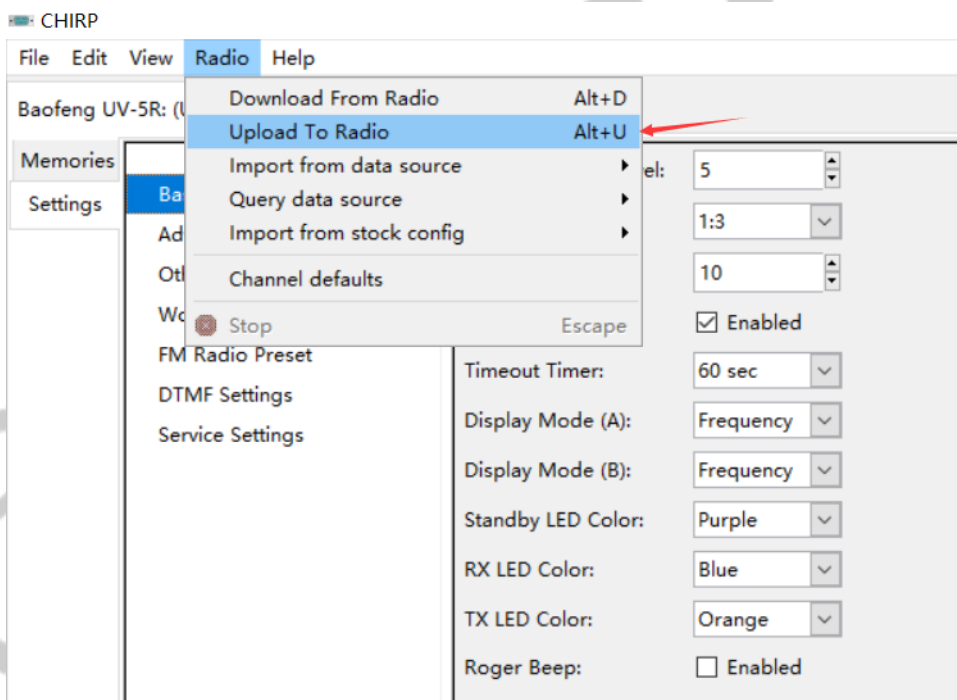 CHIRP
File Edit View Radio Help
Baofeng UV-5R:
Download From Radio Alt+D
Upload To Radio Alt+U
Import from data source
Query data source
Import from stock config
Channel defaults
Stop Escape
Memories
Settings
FM Radio Preset
DTMF Settings
Service Settings
5
1:3
10
Enabled
Timeout Timer: 60 sec
Display Mode (A): Frequency
Display Mode (B): Frequency
Standby LED Color: Purple
RX LED Color: Blue
TX LED Color: Orange
Roger Beep: Enabled